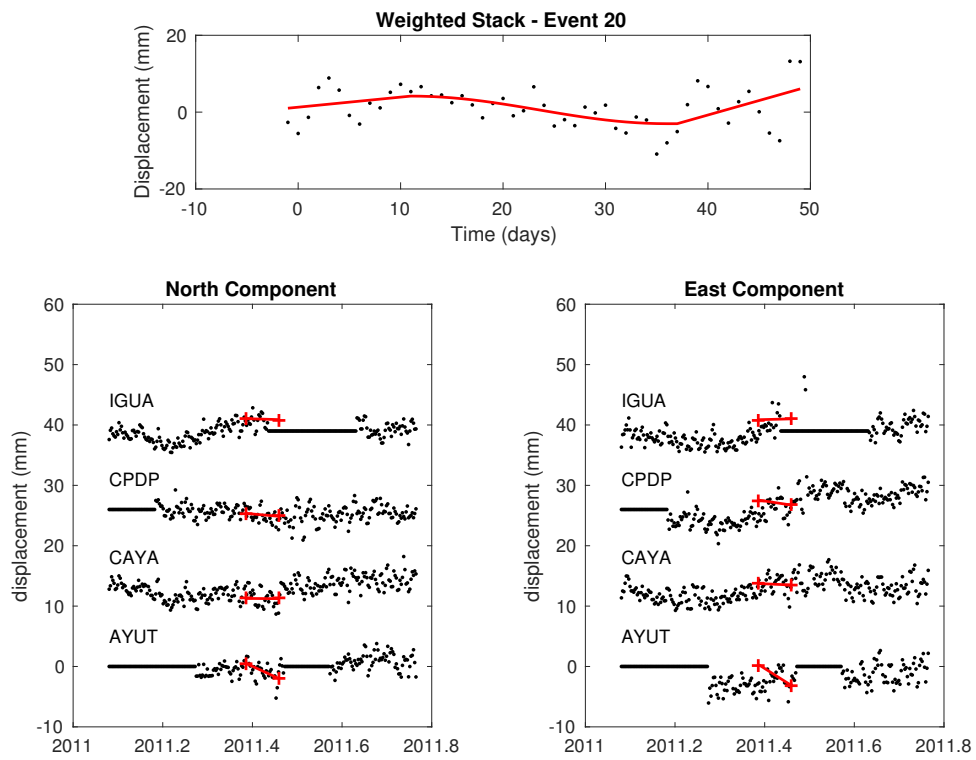 Weighted Stack - Event 20
Displacement (mm)
20
0
-20
-10
0
10
20
30
40
50
Time (days)
North Component
displacement (mm)
60
50
40
30
20
10
0
-10
IGUA
CPDP
CAYA
AYUT
2011
2011.2
2011.4
2011.6
2011.8
East Component
displacement (mm)
60
50
40
30
20
10
0
-10
IGUA
CPDP
CAYA
AYUT
2011
2011.2
2011.4
2011.6
2011.8